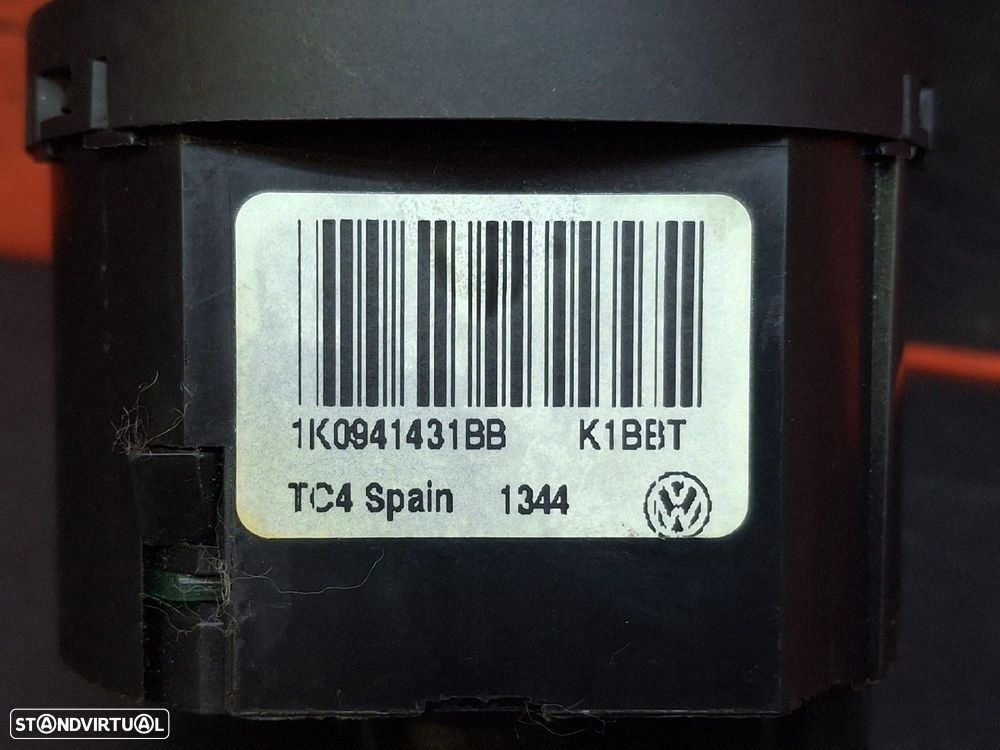 1K0941431BB K1BBT
TC4 Spain 1344
STANDVIRTUAL